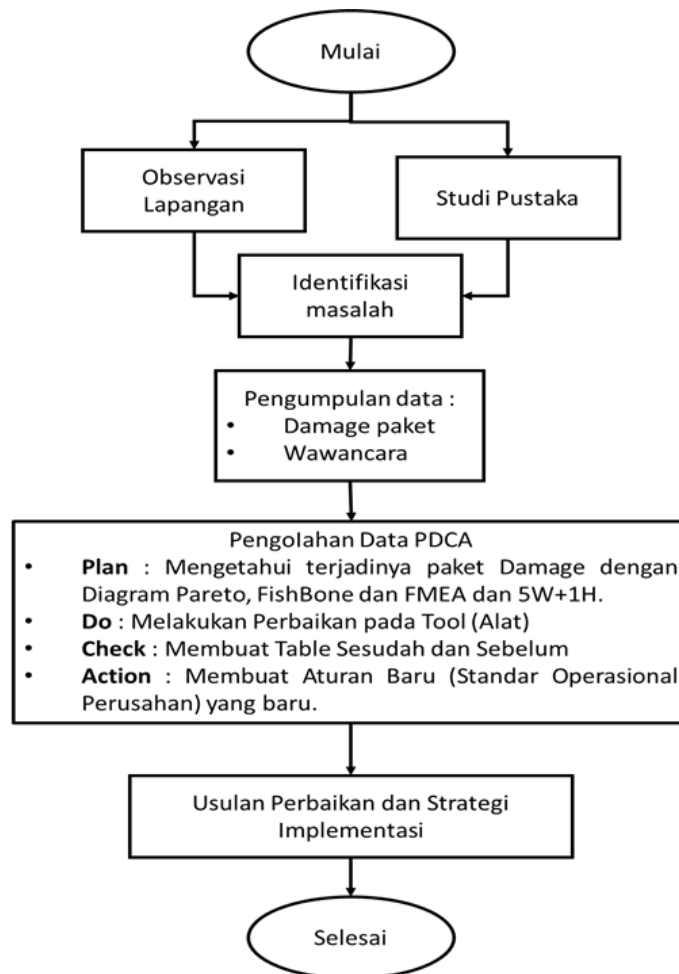 Mulai
Observasi
Lapangan
Studi Pustaka
Identifikasi
masalah
Pengumpulan data :
• Damage paket
• Wawancara
Pengolahan Data PDCA
• Plan : Mengetahui terjadinya paket Damage dengan
Diagram Pareto, FishBone dan FMEA dan 5W+1H.
• Do : Melakukan Perbaikan pada Tool (Alat)
• Check : Membuat Table Sesudah dan Sebelum
• Action : Membuat Aturan Baru (Standar Operasional
Perusahan) yang baru.
Usulan Perbaikan dan Strategi
Implementasi
Selesai